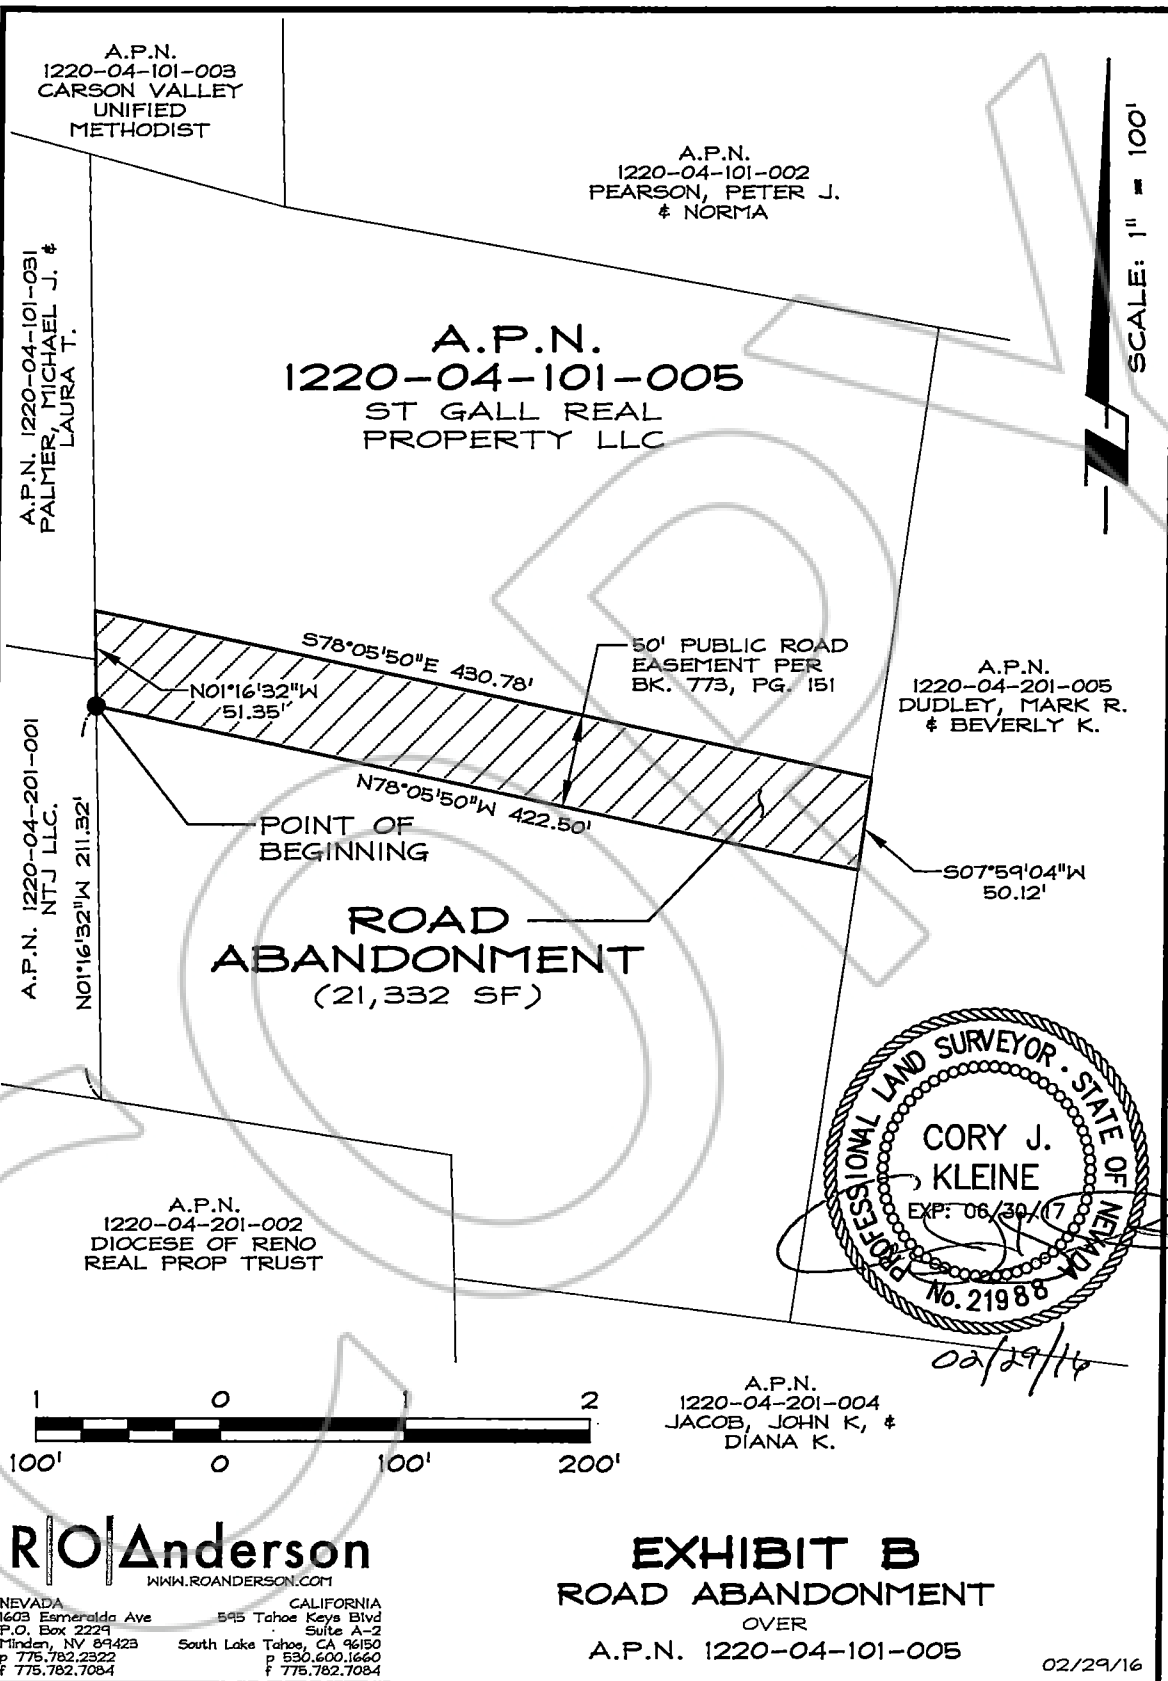 A.P.N.
1220-04-101-003
CARSON VALLEY
UNIFIED
METHODIST
A.P.N.
1220-04-101-002
PEARSON, PETER J.
& NORMA
SCALE: 1" = 100'
A.P.N. 1220-04-101-031
PALMER, MICHAEL J. &
LAURA T.
A.P.N.
1220-04-101-005
ST GALL REAL
PROPERTY LLC
S78°05'50"E 430.78'
50' PUBLIC ROAD
EASEMENT PER
BK. 773, PG. 151
N01°16'32"W
51.35'
A.P.N.
1220-04-201-005
DUDLEY, MARK R.
& BEVERLY K.
N78°05'50"W 422.50'
A.P.N. 1220-04-201-001
NTJ LLC.
N01°16'32"W 211.32'
POINT OF
BEGINNING
S07°59'04"W
50.12'
ROAD
ABANDONMENT
(21,332 SF)
PROFESSIONAL LAND SURVEYOR · STATE OF NEVADA
CORY J.
KLEINE
EXP: 06/30/17
No. 21988
02/29/16
A.P.N.
1220-04-201-002
DIOCESE OF RENO
REAL PROP TRUST
A.P.N.
1220-04-201-004
JACOB, JOHN K, &
DIANA K.
1 0 1 2
100' 0 100' 200'
R|O|Anderson
WWW.ROANDERSON.COM
NEVADA
1603 Esmeralda Ave
P.O. Box 2229
Minden, NV 89423
p 775.782.2322
f 775.782.7084
CALIFORNIA
595 Tahoe Keys Blvd
Suite A-2
South Lake Tahoe, CA 96150
p 530.600.1660
f 775.782.7084
EXHIBIT B
ROAD ABANDONMENT
OVER
A.P.N. 1220-04-101-005
02/29/16
COPY